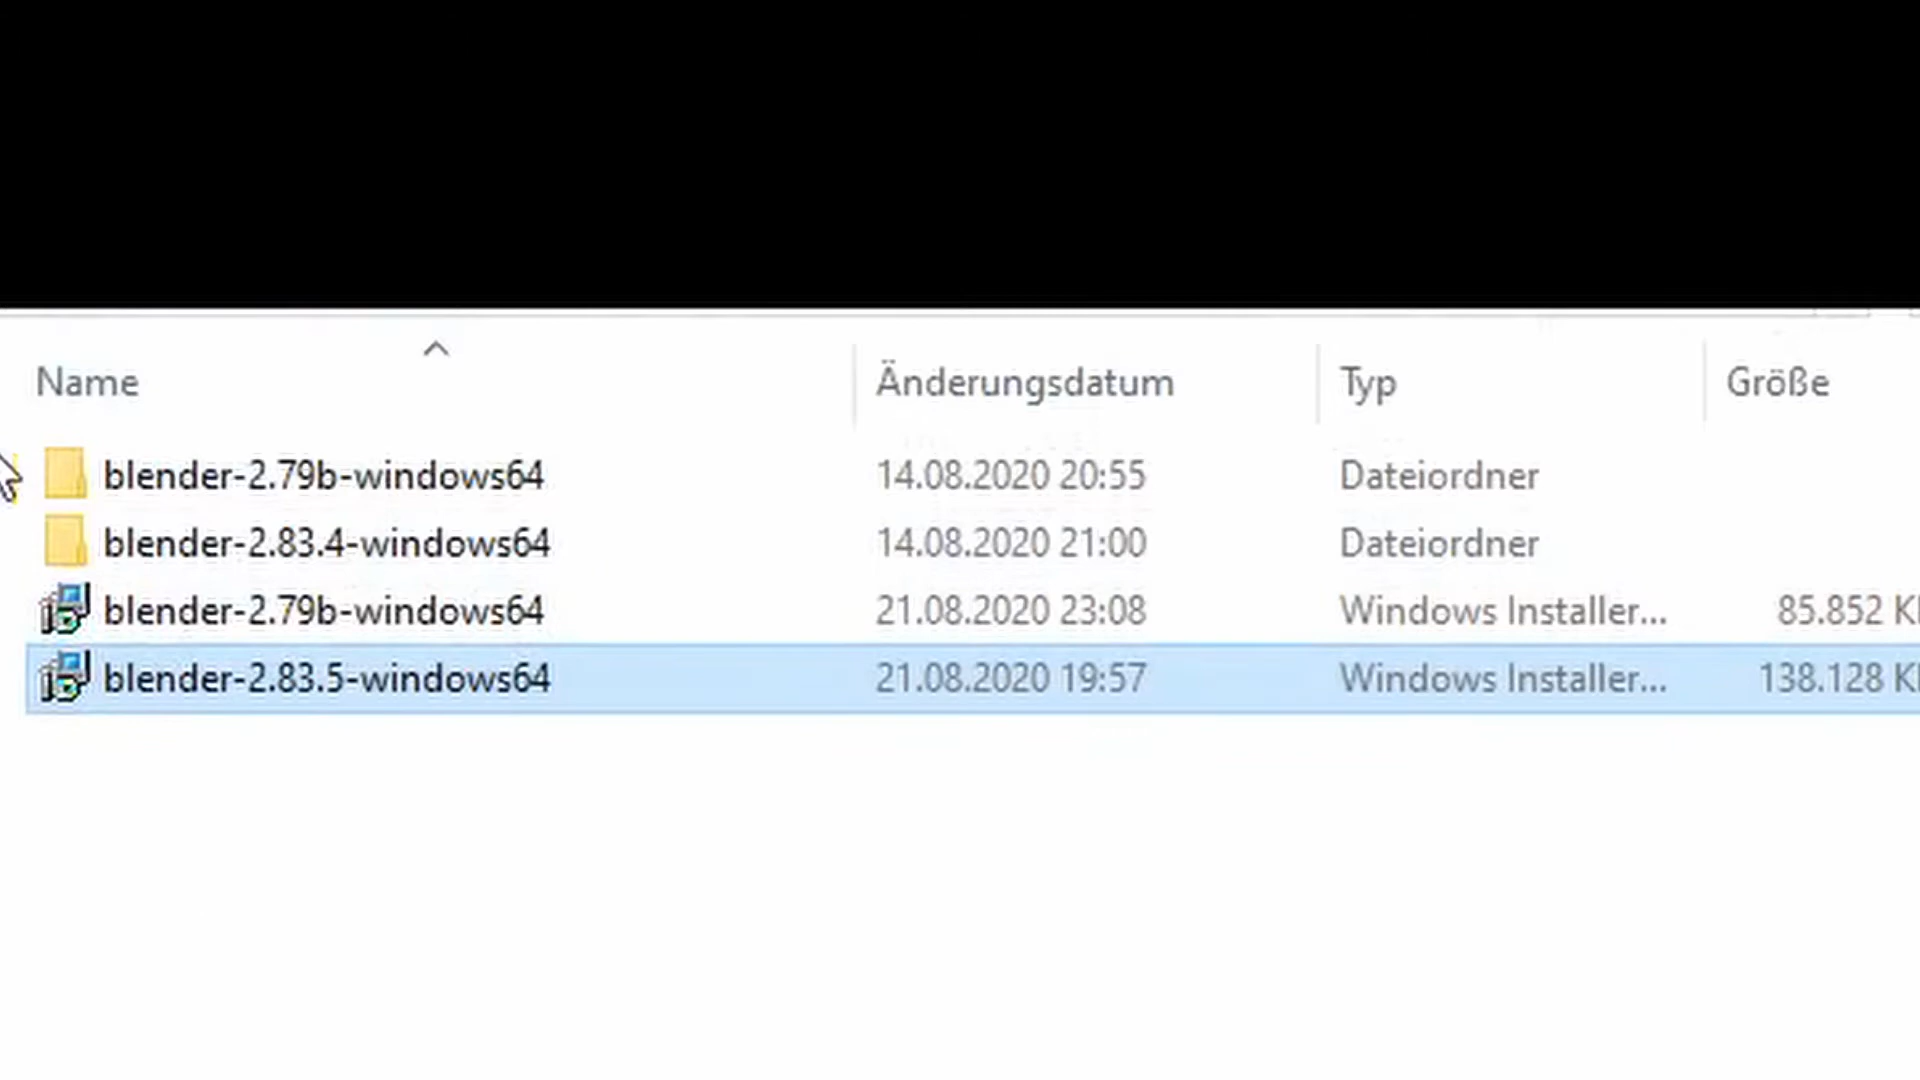 Name Änderungsdatum Typ Größe
blender-2.79b-windows64 14.08.2020 20:55 Dateiordner
blender-2.83.4-windows64 14.08.2020 21:00 Dateiordner
blender-2.79b-windows64 21.08.2020 23:08 Windows Installer... 85.852
blender-2.83.5-windows64 21.08.2020 19:57 Windows Installer... 138.128